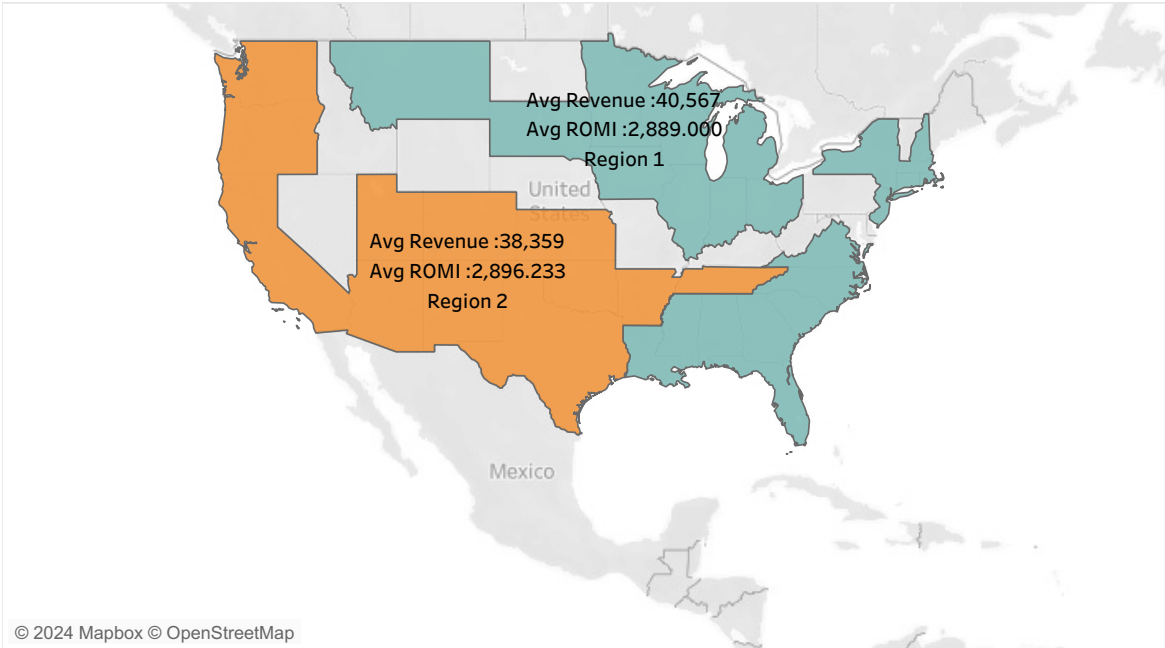 Avg Revenue :40,567
Avg ROMI :2,889.000
Region 1
United
States
Avg Revenue :38,359
Avg ROMI :2,896.233
Region 2
Mexico
© 2024 Mapbox © OpenStreetMap